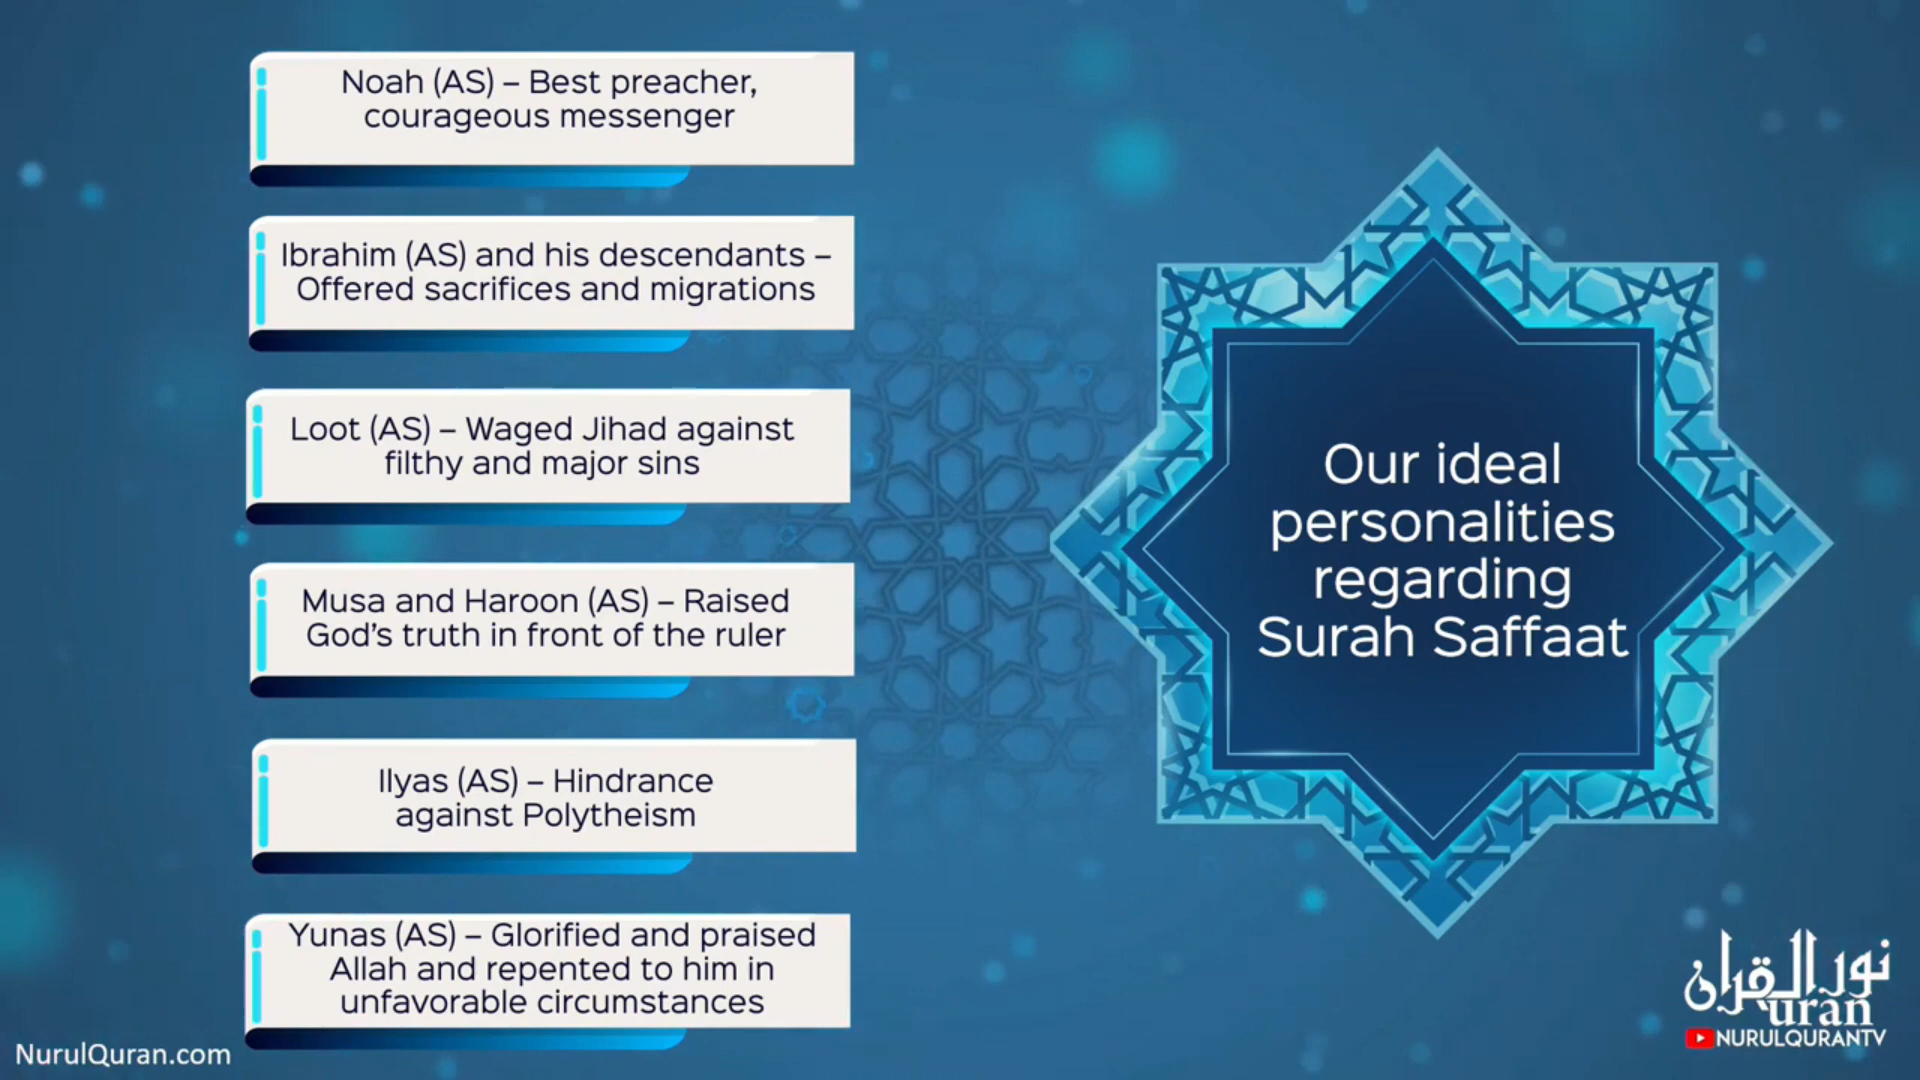 Noah (AS) – Best preacher,
courageous messenger
Ibrahim (AS) and his descendants –
Offered sacrifices and migrations
Loot (AS) – Waged Jihad against
filthy and major sins
Musa and Haroon (AS) – Raised
God’s truth in front of the ruler
Ilyas (AS) – Hindrance
against Polytheism
Yunas (AS) – Glorified and praised
Allah and repented to him in
unfavorable circumstances
Our ideal
personalities
regarding
Surah Saffaat
نور القرآن
uran
NURULQURANTV
NurulQuran.com